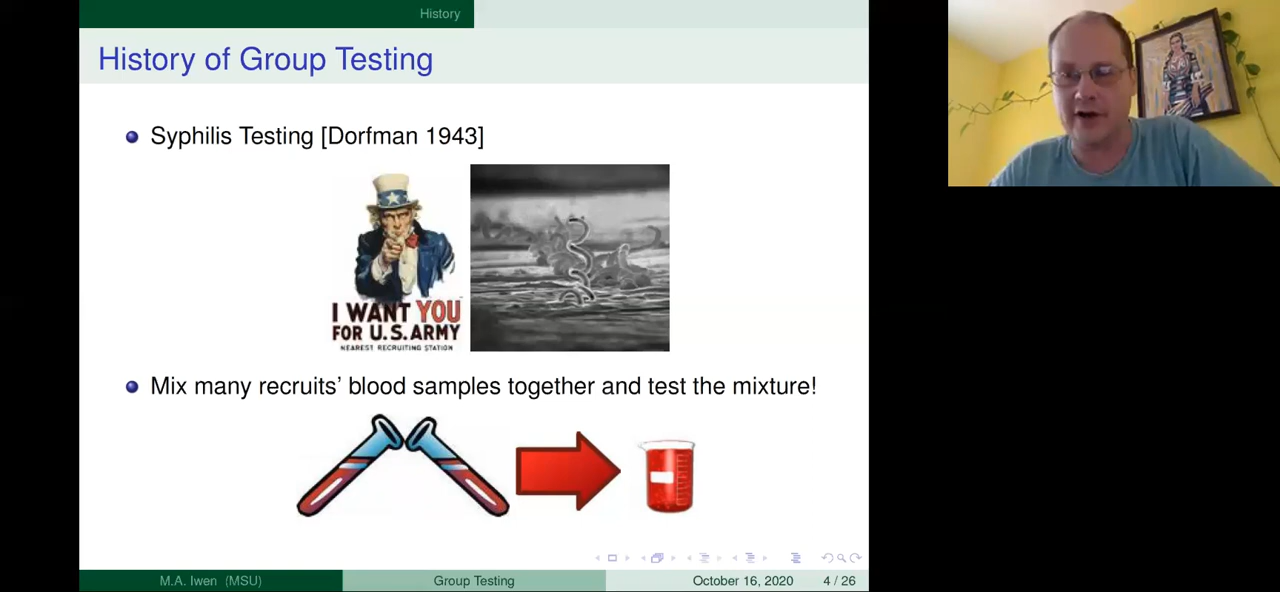 History
History of Group Testing
Syphilis Testing [Dorfman 1943]
I WANT YOU
FOR U.S. ARMY
NEAREST RECRUITING STATION
Mix many recruits' blood samples together and test the mixture!
M.A. Iwen (MSU)
Group Testing
October 16, 2020
4 / 26